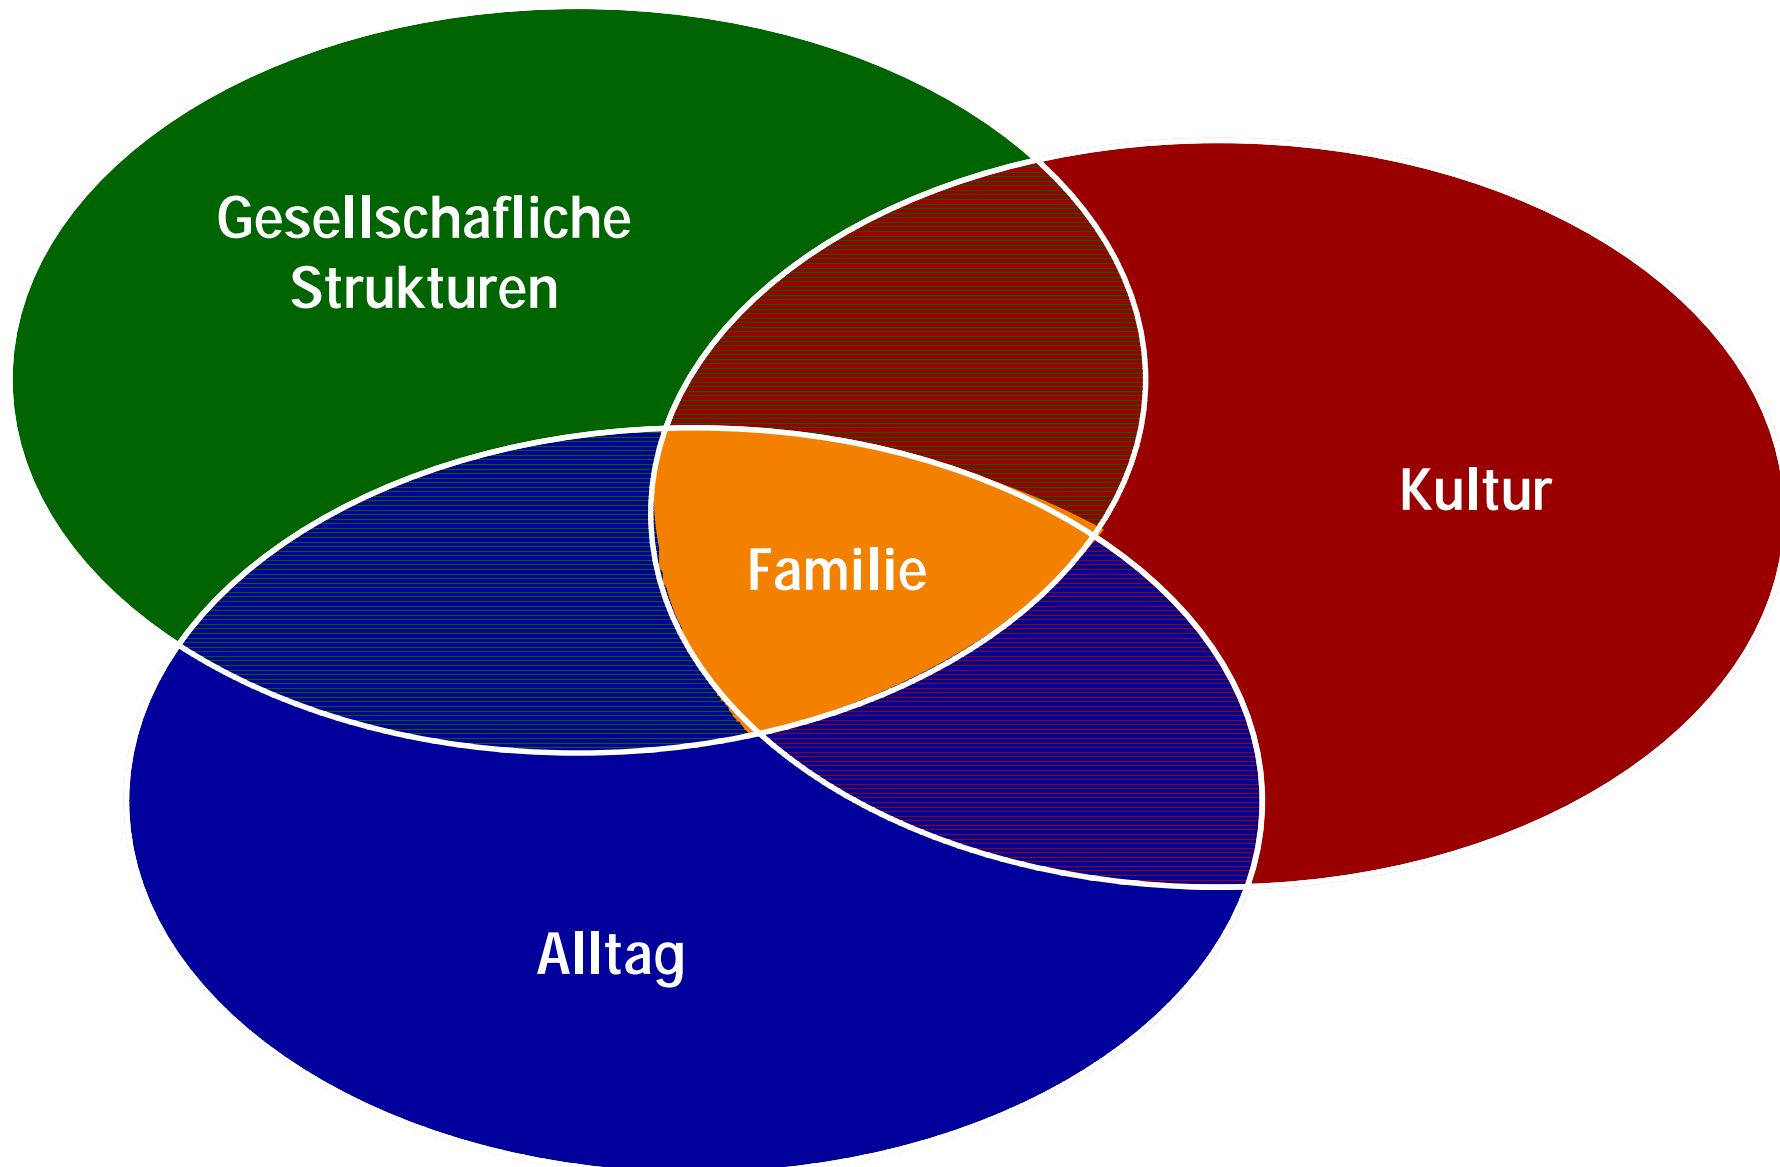 Gesellschafliche
Strukturen
Kultur
Familie
Alltag